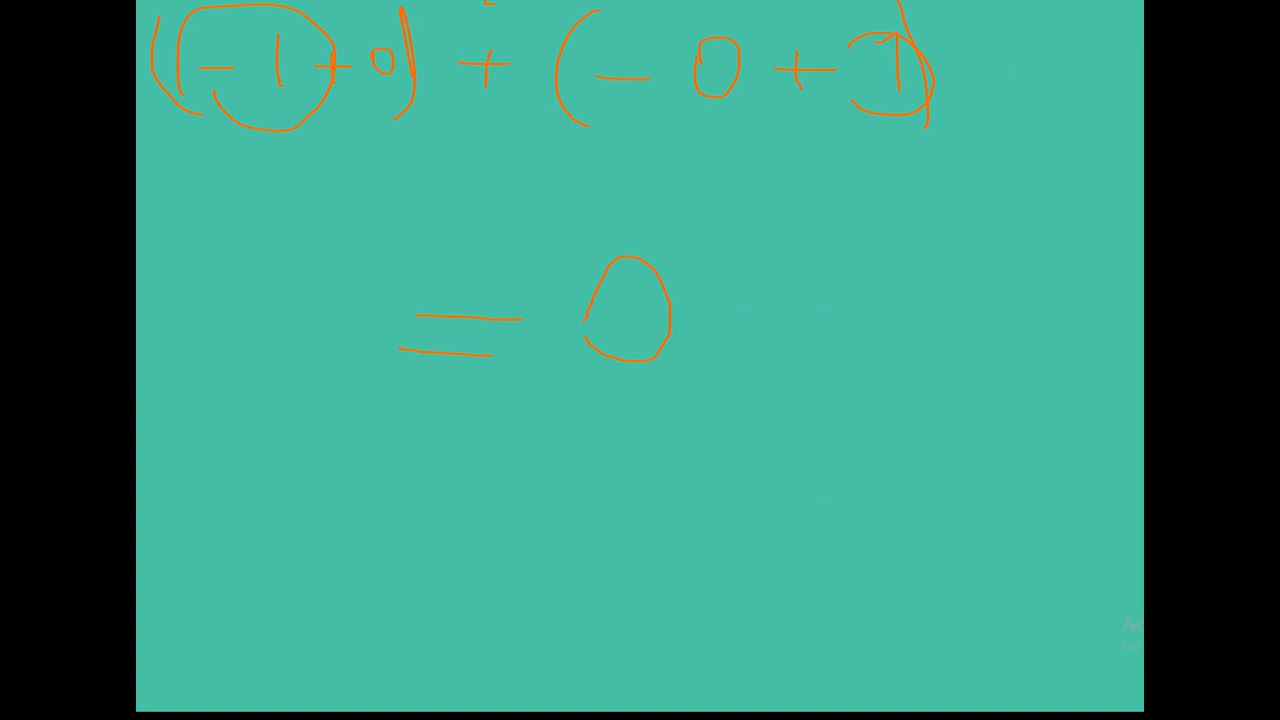 (-1+0) + (-0+1)
= 0